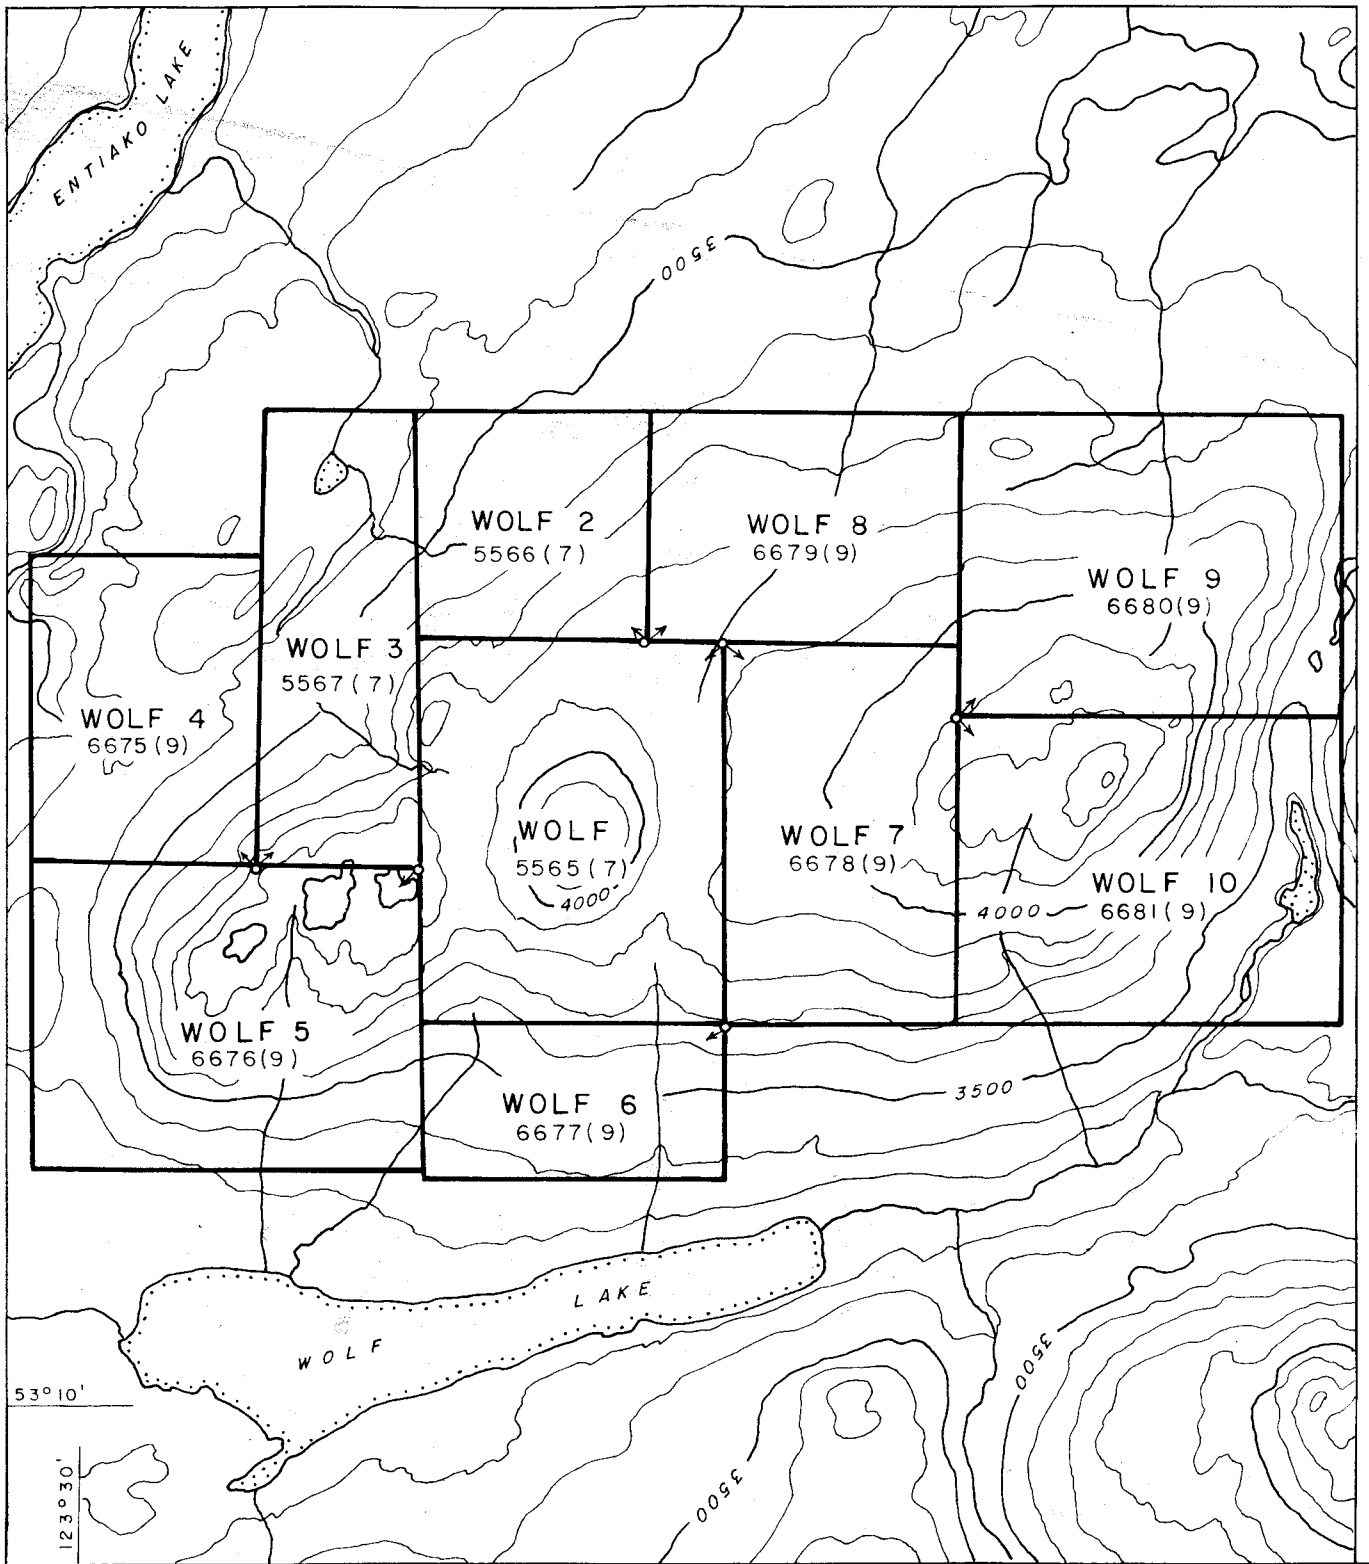 ENTIAKO LAKE
3500
WOLF 2
5566(7)
WOLF 8
6679(9)
WOLF 9
6680(9)
WOLF 3
5567(7)
WOLF 4
6675(9)
WOLF
5565(7)
4000
WOLF 7
6678(9)
4000
WOLF 10
6681(9)
WOLF 5
6676(9)
WOLF 6
6677(9)
3500
WOLF LAKE
3500
53°10'
123°30'
3500